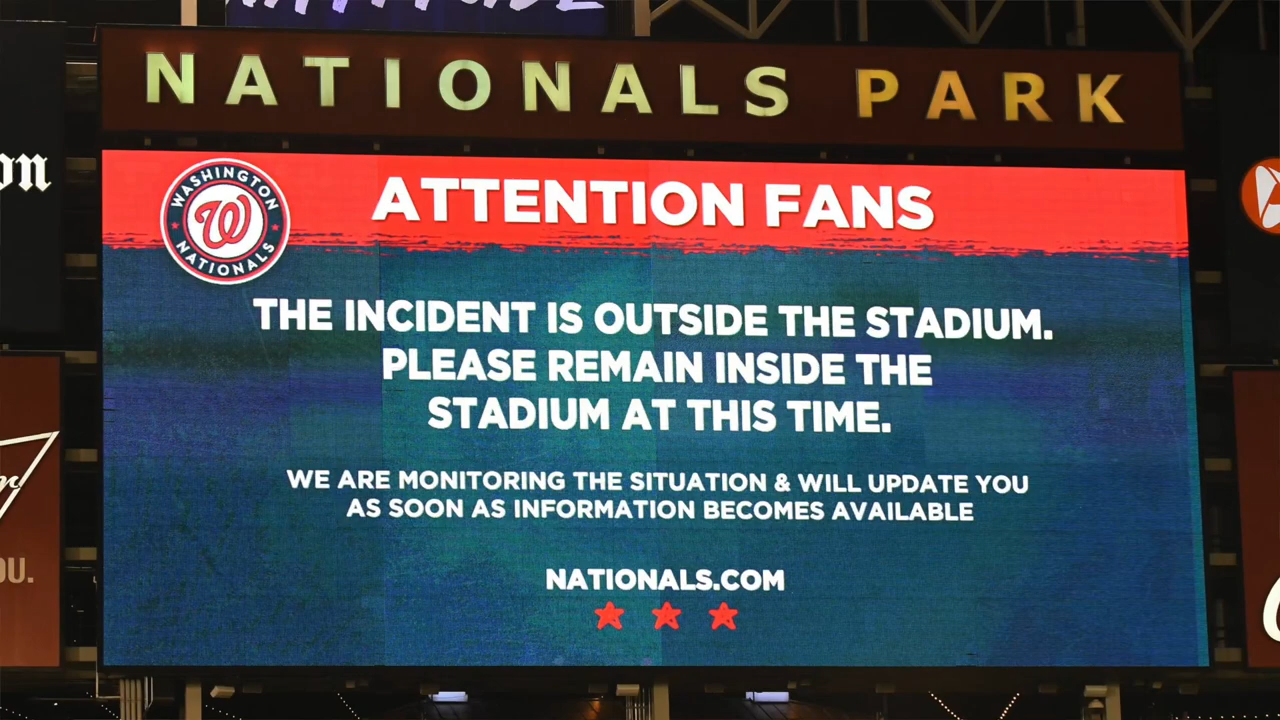 NATIONALS PARK
WASHINGTON
W
NATIONALS
ATTENTION FANS
THE INCIDENT IS OUTSIDE THE STADIUM.
PLEASE REMAIN INSIDE THE
STADIUM AT THIS TIME.
WE ARE MONITORING THE SITUATION & WILL UPDATE YOU
AS SOON AS INFORMATION BECOMES AVAILABLE
NATIONALS.COM